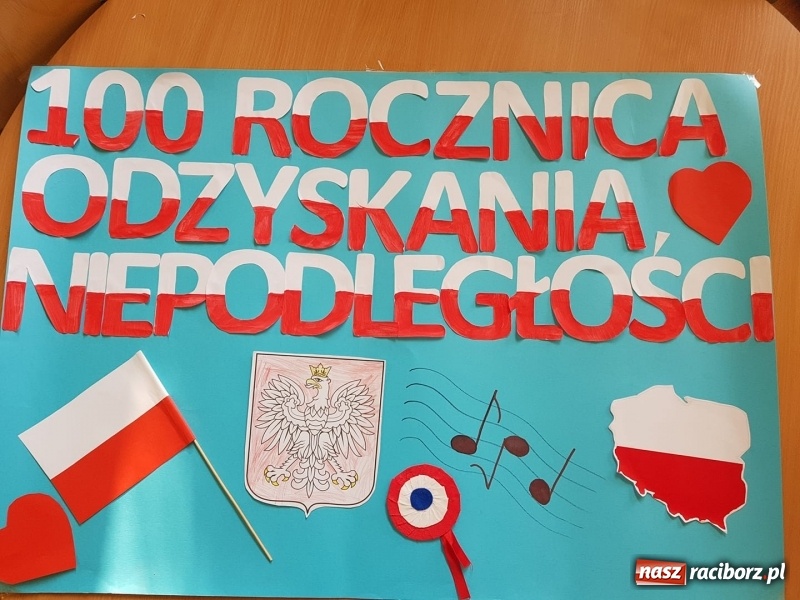 100 ROCZNICA
ODZYSKANIA
NIEPODLEGŁOŚCI
nasz raciborz.pl